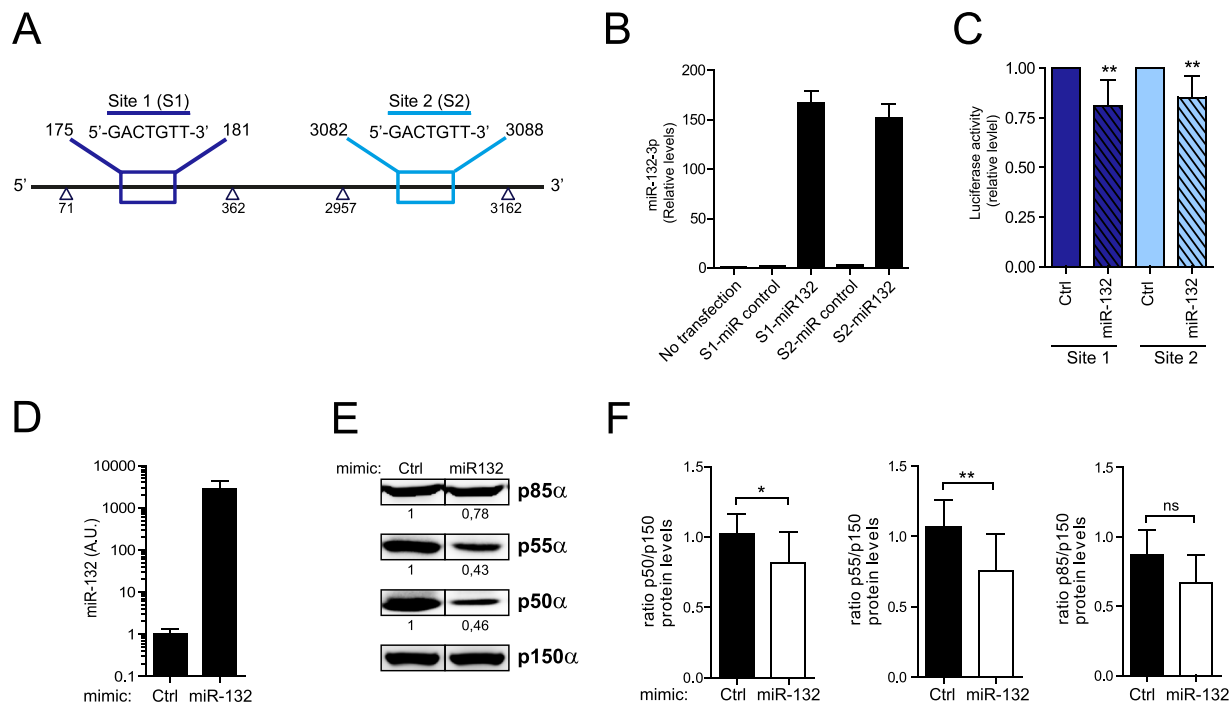 A
Site 1 (S1)
Site 2 (S2)
175 5’-GACTGTT-3’ 181
3082 5’-GACTGTT-3’ 3088
5’ 3’
71 362 2957 3162
B
miR-132-3p
(Relative levels)
200
150
100
50
0
No transfection
S1-miR control
S1-miR132
S2-miR control
S2-miR132
C
Luciferase activity
(relative level)
1.00
0.75
0.50
0.25
0.00
** **
Ctrl miR-132 Ctrl miR-132
Site 1 Site 2
D
miR-132 (A.U.)
10000
1000
100
10
1
0.1
mimic: Ctrl miR-132
E
mimic: Ctrl miR132
p85α
1 0,78
p55α
1 0,43
p50α
1 0,46
p150α
F
ratio p50/p150
protein levels
1.5
1.0
0.5
0.0
*
mimic: Ctrl miR-132
ratio p55/p150
protein levels
1.5
1.0
0.5
0.0
**
Ctrl miR-132
ratio p85/p150
protein levels
1.5
1.0
0.5
0.0
ns
Ctrl miR-132